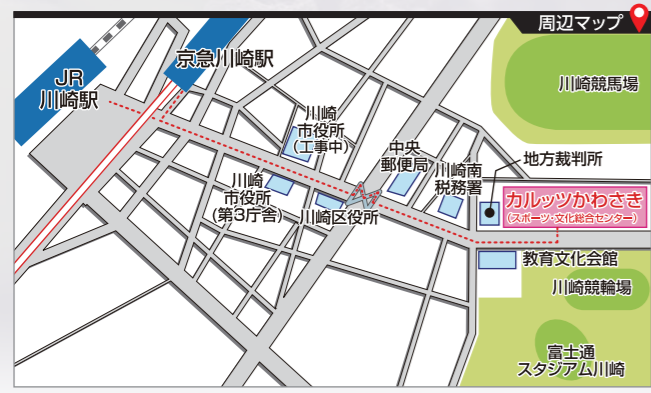 周辺マップ
京急川崎駅
JR
川崎駅
川崎競馬場
川崎
市役所
(工事中)
中央
郵便局
川崎南
税務署
地方裁判所
川崎
市役所
(第3庁舎)
川崎区役所
カルッツかわさき
(スポーツ・文化総合センター)
教育文化会館
川崎競輪場
富士通
スタジアム川崎